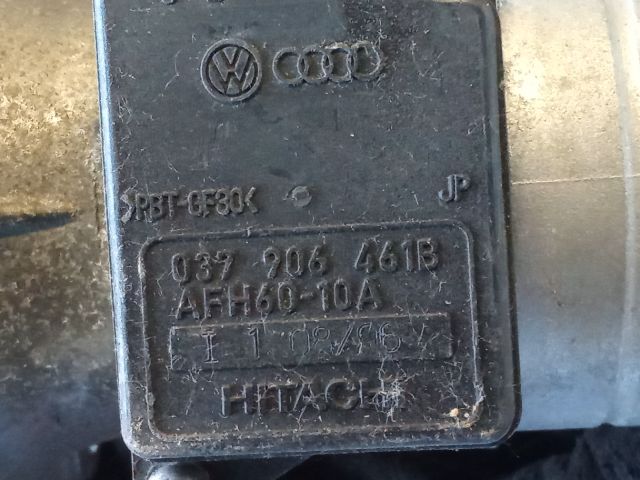 >PBT-GF30<
JP
037 906 461B
AFH60-10A
HITACHI